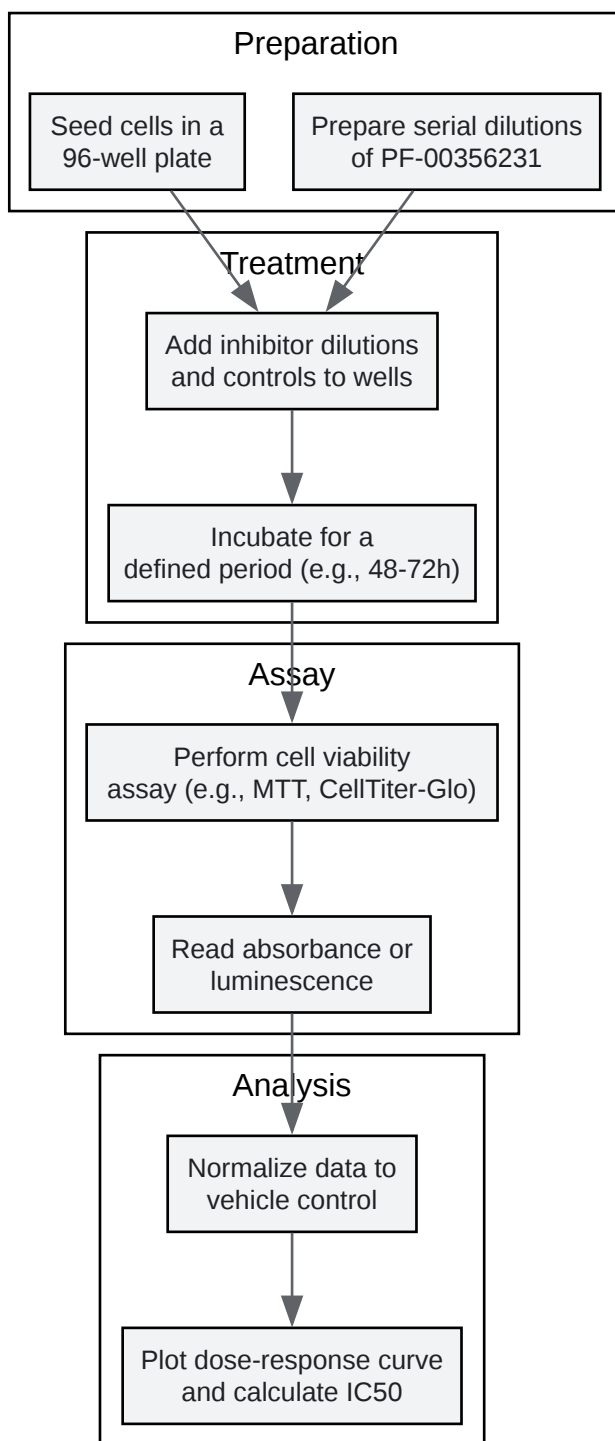 Preparation
Seed cells in a
96-well plate
Prepare serial dilutions
of PF-00356231
Treatment
Add inhibitor dilutions
and controls to wells
Incubate for a
defined period (e.g., 48-72h)
Assay
Perform cell viability
assay (e.g., MTT, CellTiter-Glo)
Read absorbance or
luminescence
Analysis
Normalize data to
vehicle control
Plot dose-response curve
and calculate IC50